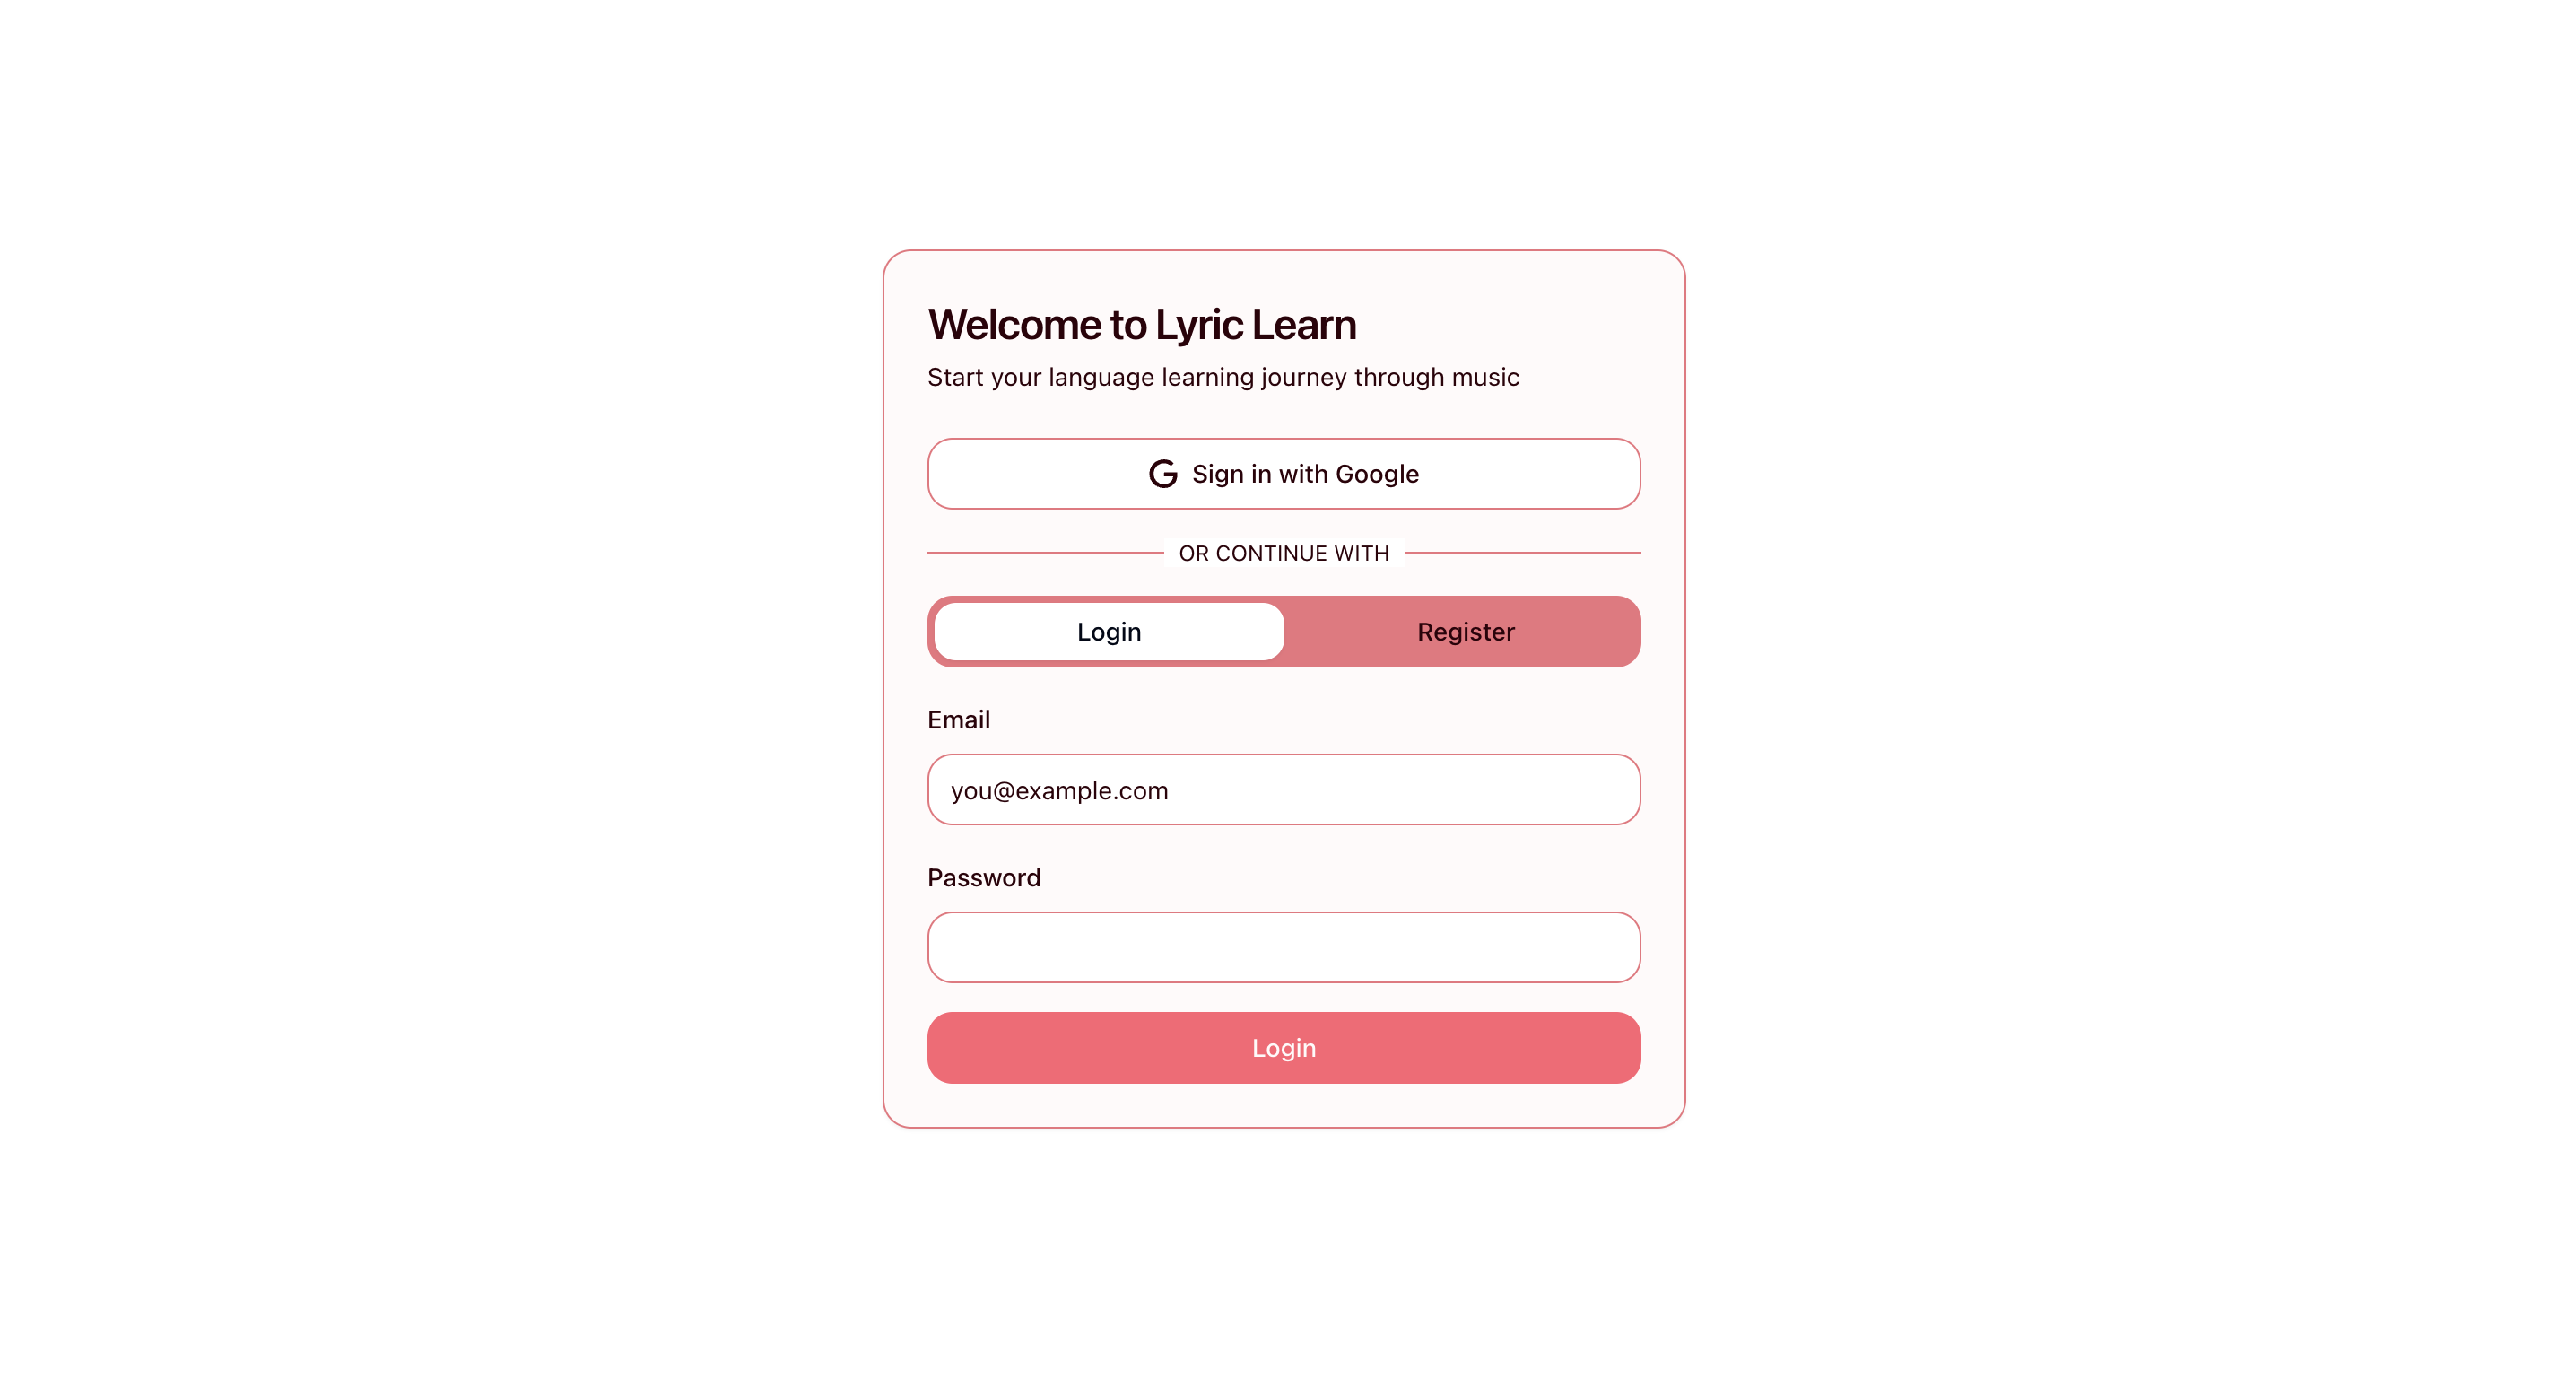 Welcome to Lyric Learn
Start your language learning journey through music
Sign in with Google
OR CONTINUE WITH
Login
Register
Email
you@example.com
Password
Login